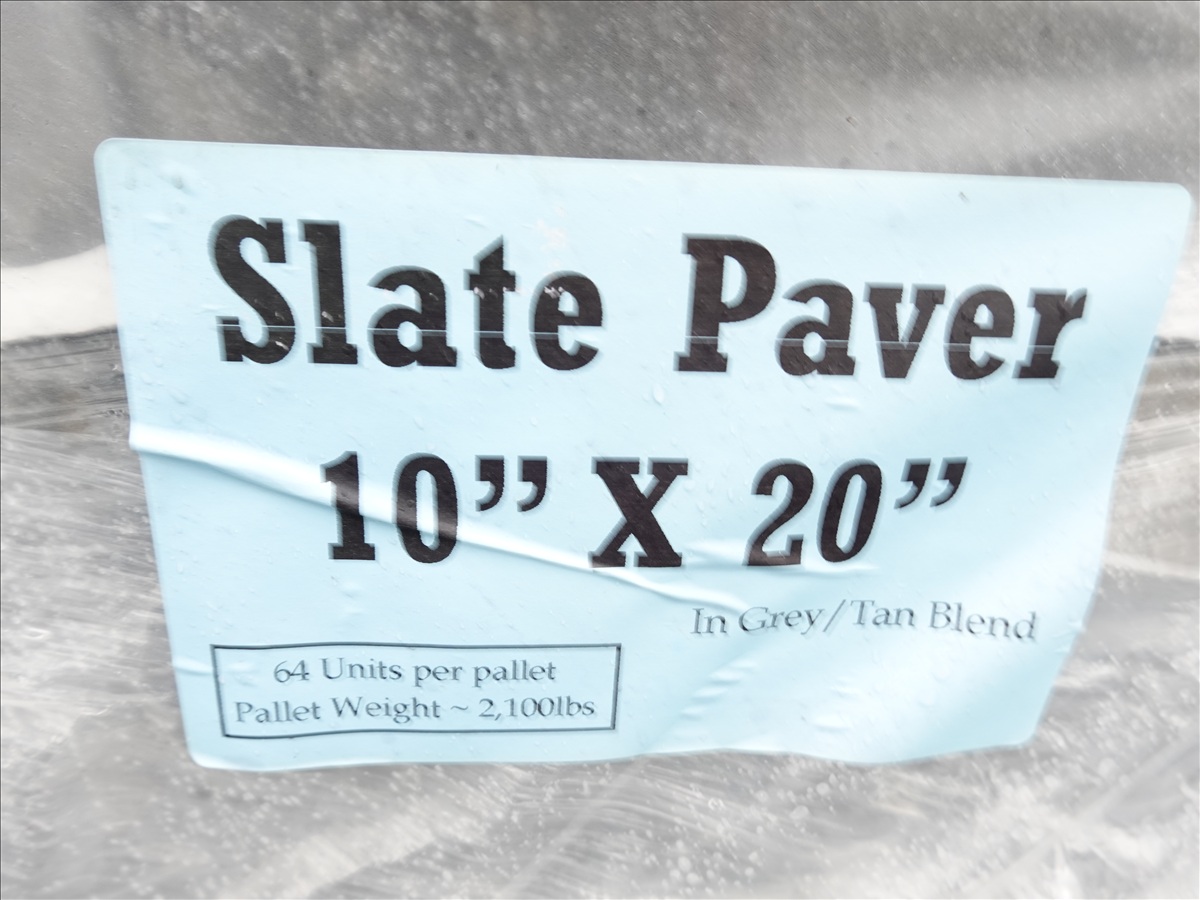 Slate Paver
10” X 20”
In Grey/Tan Blend
64 Units per pallet
Pallet Weight ~ 2,100lbs